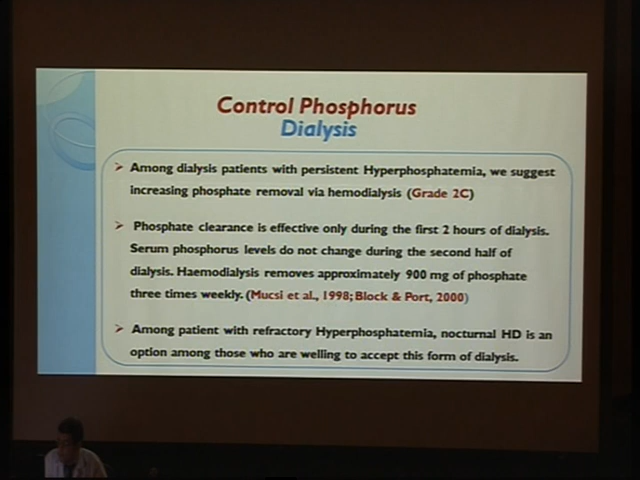 Control Phosphorus
Dialysis
➢ Among dialysis patients with persistent Hyperphosphatemia, we suggest
increasing phosphate removal via hemodialysis (Grade 2C)
➢ Phosphate clearance is effective only during the first 2 hours of dialysis.
Serum phosphorus levels do not change during the second half of
dialysis. Haemodialysis removes approximately 900 mg of phosphate
three times weekly. (Mucsi et al., 1998; Block & Port, 2000)
➢ Among patient with refractory Hyperphosphatemia, nocturnal HD is an
option among those who are welling to accept this form of dialysis.